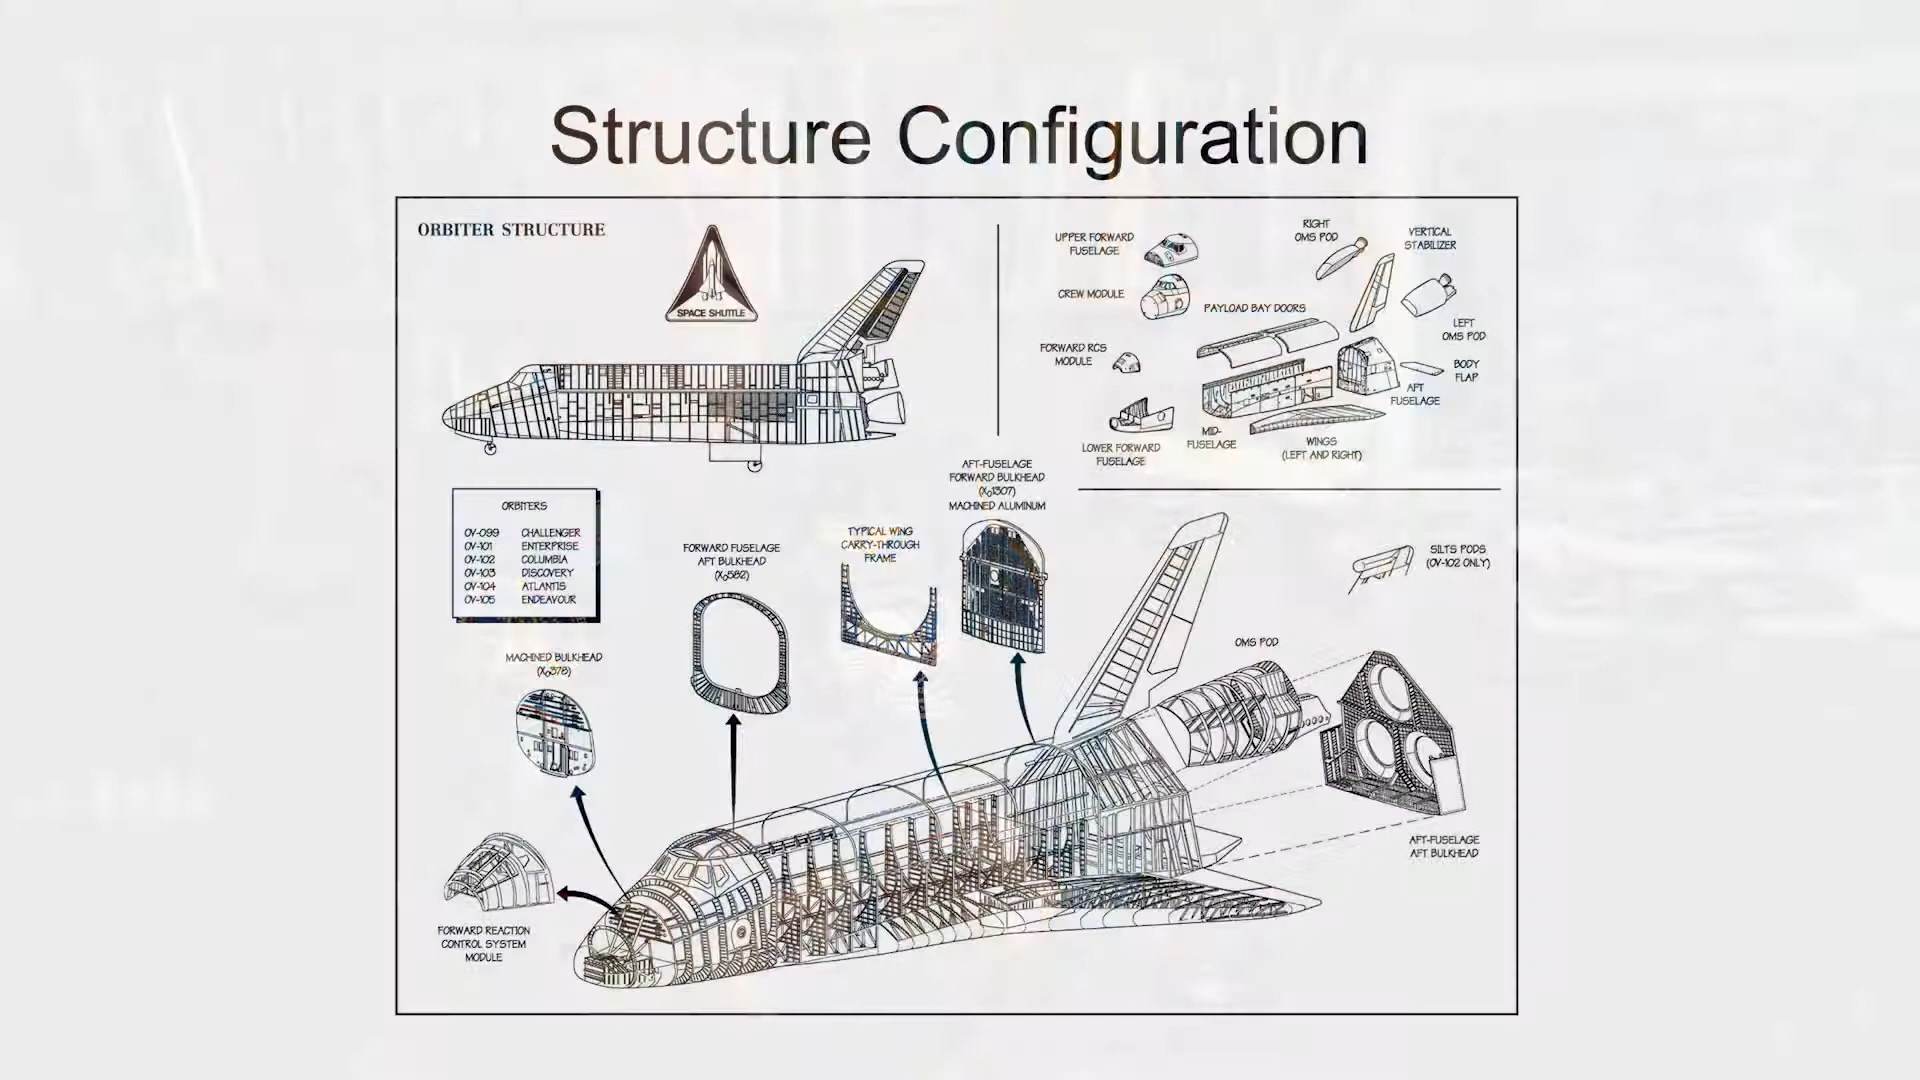 Structure Configuration
ORBITER STRUCTURE
SPACE SHUTTLE
UPPER FORWARD
FUSELAGE
CREW MODULE
FORWARD RCS
MODULE
LOWER FORWARD
FUSELAGE
PAYLOAD BAY DOORS
MID-
FUSELAGE
WINGS
(LEFT AND RIGHT)
RIGHT
OMS POD
VERTICAL
STABILIZER
LEFT
OMS POD
BODY
FLAP
AFT
FUSELAGE
ORBITERS
OV-099 CHALLENGER
OV-101 ENTERPRISE
OV-102 COLUMBIA
OV-103 DISCOVERY
OV-104 ATLANTIS
OV-105 ENDEAVOUR
MACHINED BULKHEAD
(X₀378)
FORWARD FUSELAGE
AFT BULKHEAD
(X₀582)
TYPICAL WING
CARRY-THROUGH
FRAME
AFT-FUSELAGE
FORWARD BULKHEAD
(X₀1307)
MACHINED ALUMINUM
SILTS PODS
(OV-102 ONLY)
OMS POD
AFT-FUSELAGE
AFT BULKHEAD
FORWARD REACTION
CONTROL SYSTEM
MODULE